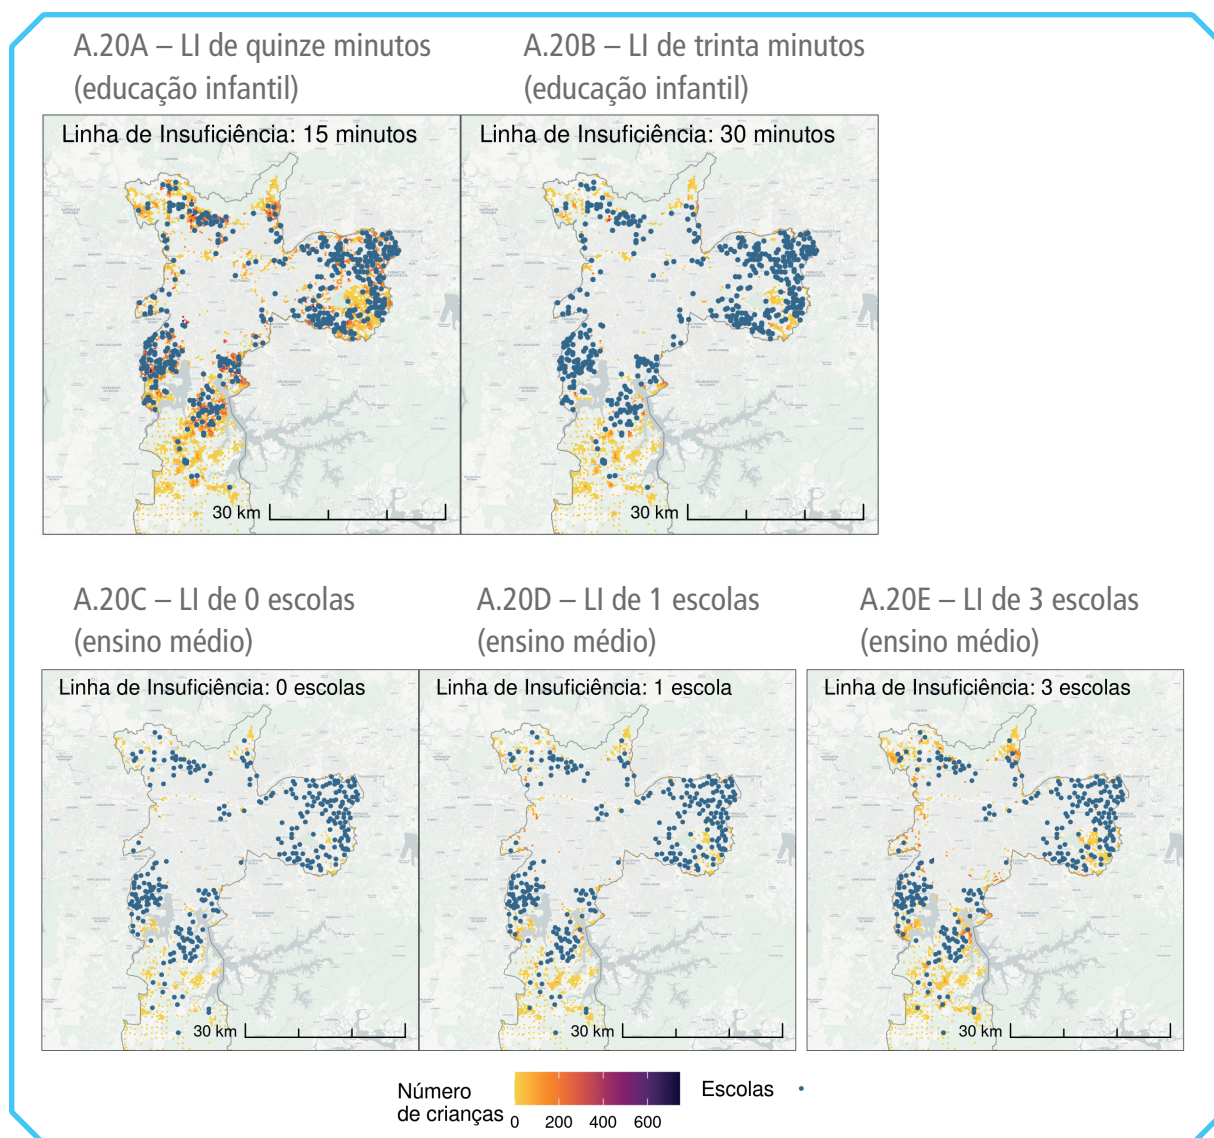 A.20A – LI de quinze minutos
(educação infantil)
A.20B – LI de trinta minutos
(educação infantil)
Linha de Insuficiência: 15 minutos
Linha de Insuficiência: 30 minutos
30 km
30 km
A.20C – LI de 0 escolas
(ensino médio)
A.20D – LI de 1 escolas
(ensino médio)
A.20E – LI de 3 escolas
(ensino médio)
Linha de Insuficiência: 0 escolas
Linha de Insuficiência: 1 escola
Linha de Insuficiência: 3 escolas
30 km
30 km
30 km
Número
de crianças
0 200 400 600
Escolas